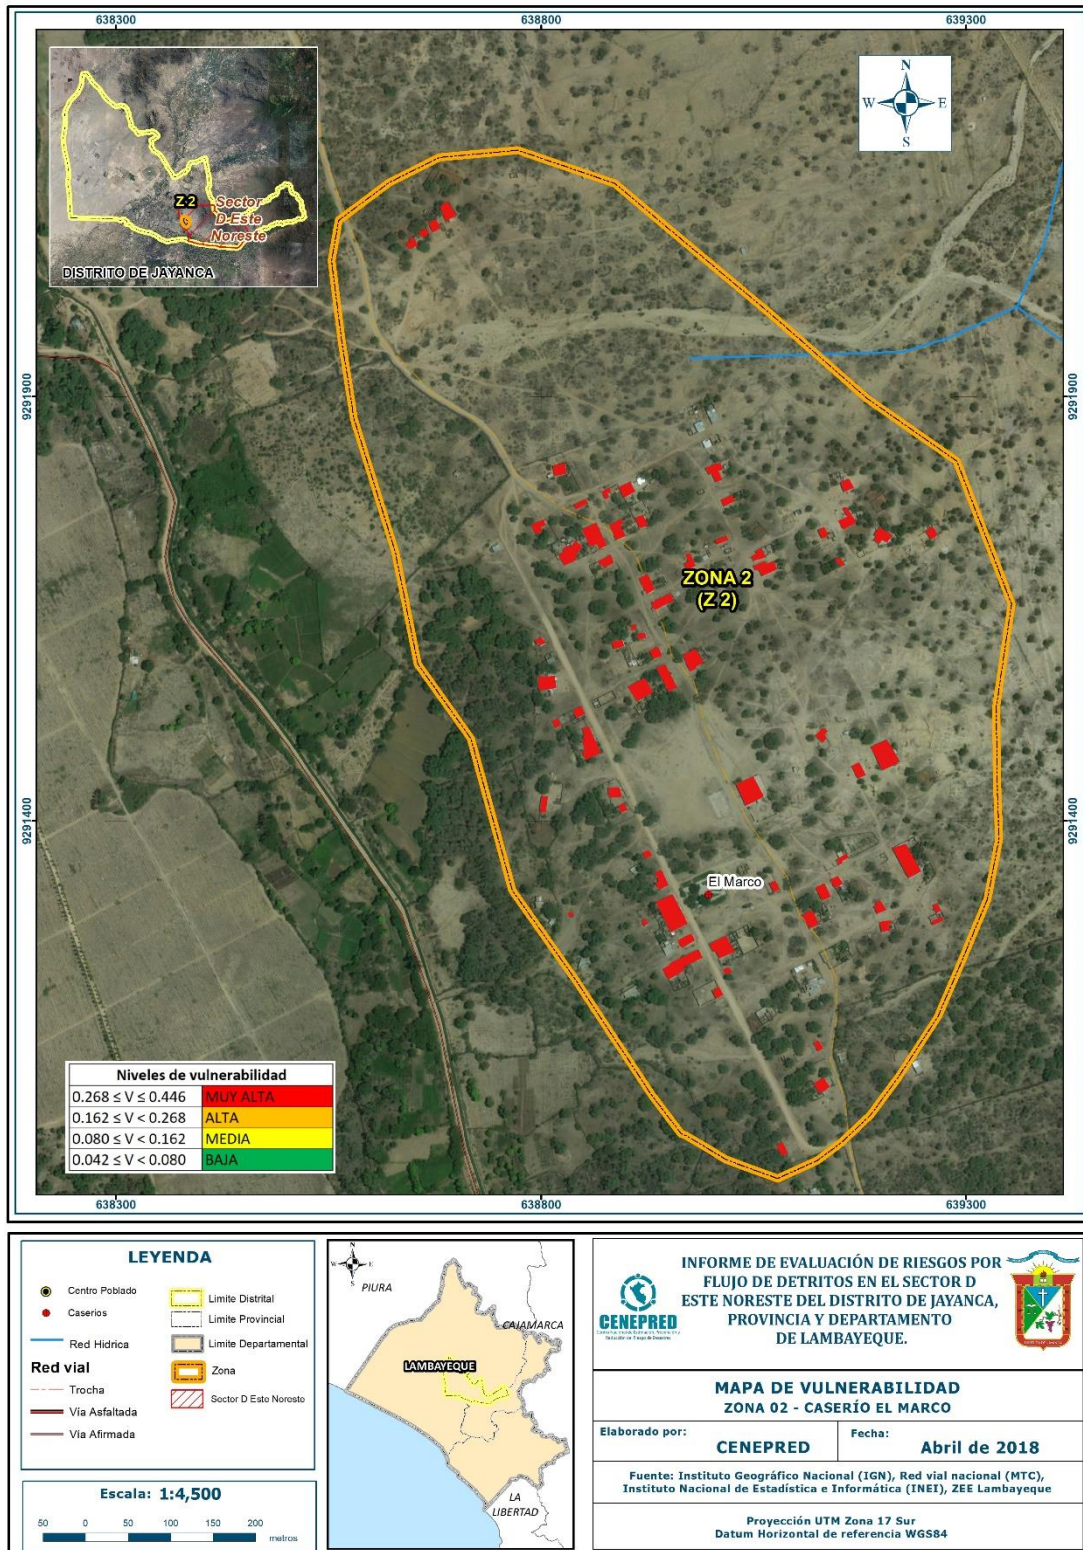 638300
638800
639300
N
W E
S
Z 2
Sector
D-Este
Noreste
DISTRITO DE JAYANCA
9291900
9291900
ZONA 2
(Z 2)
9291400
9291400
El Marco
Niveles de vulnerabilidad
0.268 ≤ V ≤ 0.446 MUY ALTA
0.162 ≤ V < 0.268 ALTA
0.080 ≤ V < 0.162 MEDIA
0.042 ≤ V < 0.080 BAJA
638300
638800
639300
LEYENDA
Centro Poblado
Caserios
Red Hidrica
Red vial
Trocha
Vía Asfaltada
Vía Afirmada
Limite Distrital
Limite Provincial
Limite Departamental
Zona
Sector D Este Noreste
Escala: 1:4,500
50 0 50 100 150 200
metros
N
W E
S
PIURA
CAJAMARCA
LAMBAYEQUE
LA
LIBERTAD
CENEPRED
INFORME DE EVALUACIÓN DE RIESGOS POR
FLUJO DE DETRITOS EN EL SECTOR D
ESTE NORESTE DEL DISTRITO DE JAYANCA,
PROVINCIA Y DEPARTAMENTO
DE LAMBAYEQUE.
MAPA DE VULNERABILIDAD
ZONA 02 - CASERÍO EL MARCO
Elaborado por:
CENEPRED
Fecha:
Abril de 2018
Fuente: Instituto Geográfico Nacional (IGN), Red vial nacional (MTC),
Instituto Nacional de Estadística e Informática (INEI), ZEE Lambayeque
Proyección UTM Zona 17 Sur
Datum Horizontal de referencia WGS84